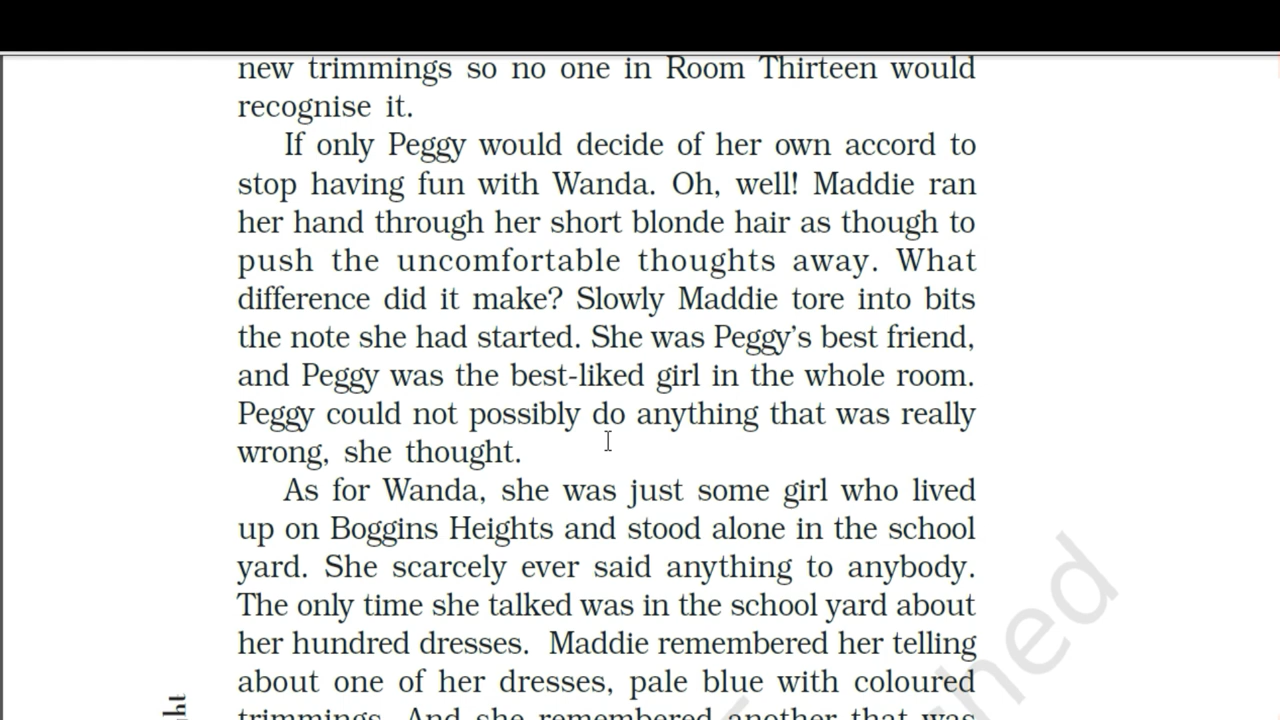 new trimmings so no one in Room Thirteen would
recognise it.
If only Peggy would decide of her own accord to
stop having fun with Wanda. Oh, well! Maddie ran
her hand through her short blonde hair as though to
push the uncomfortable thoughts away. What
difference did it make? Slowly Maddie tore into bits
the note she had started. She was Peggy's best friend,
and Peggy was the best-liked girl in the whole room.
Peggy could not possibly do anything that was really
wrong, she thought.
As for Wanda, she was just some girl who lived
up on Boggins Heights and stood alone in the school
yard. She scarcely ever said anything to anybody.
The only time she talked was in the school yard about
her hundred dresses. Maddie remembered her telling
about one of her dresses, pale blue with coloured
trimmings. And she remembered another that was